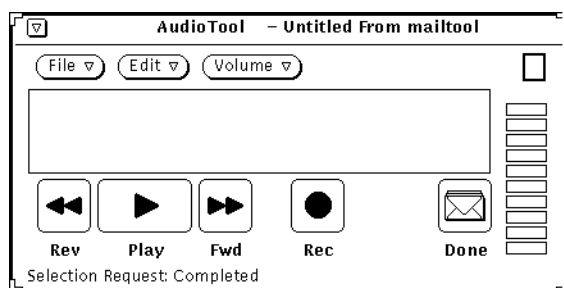 AudioTool - Untitled From mailtool
File Edit Volume
Rev Play Fwd Rec Done
Selection Request: Completed